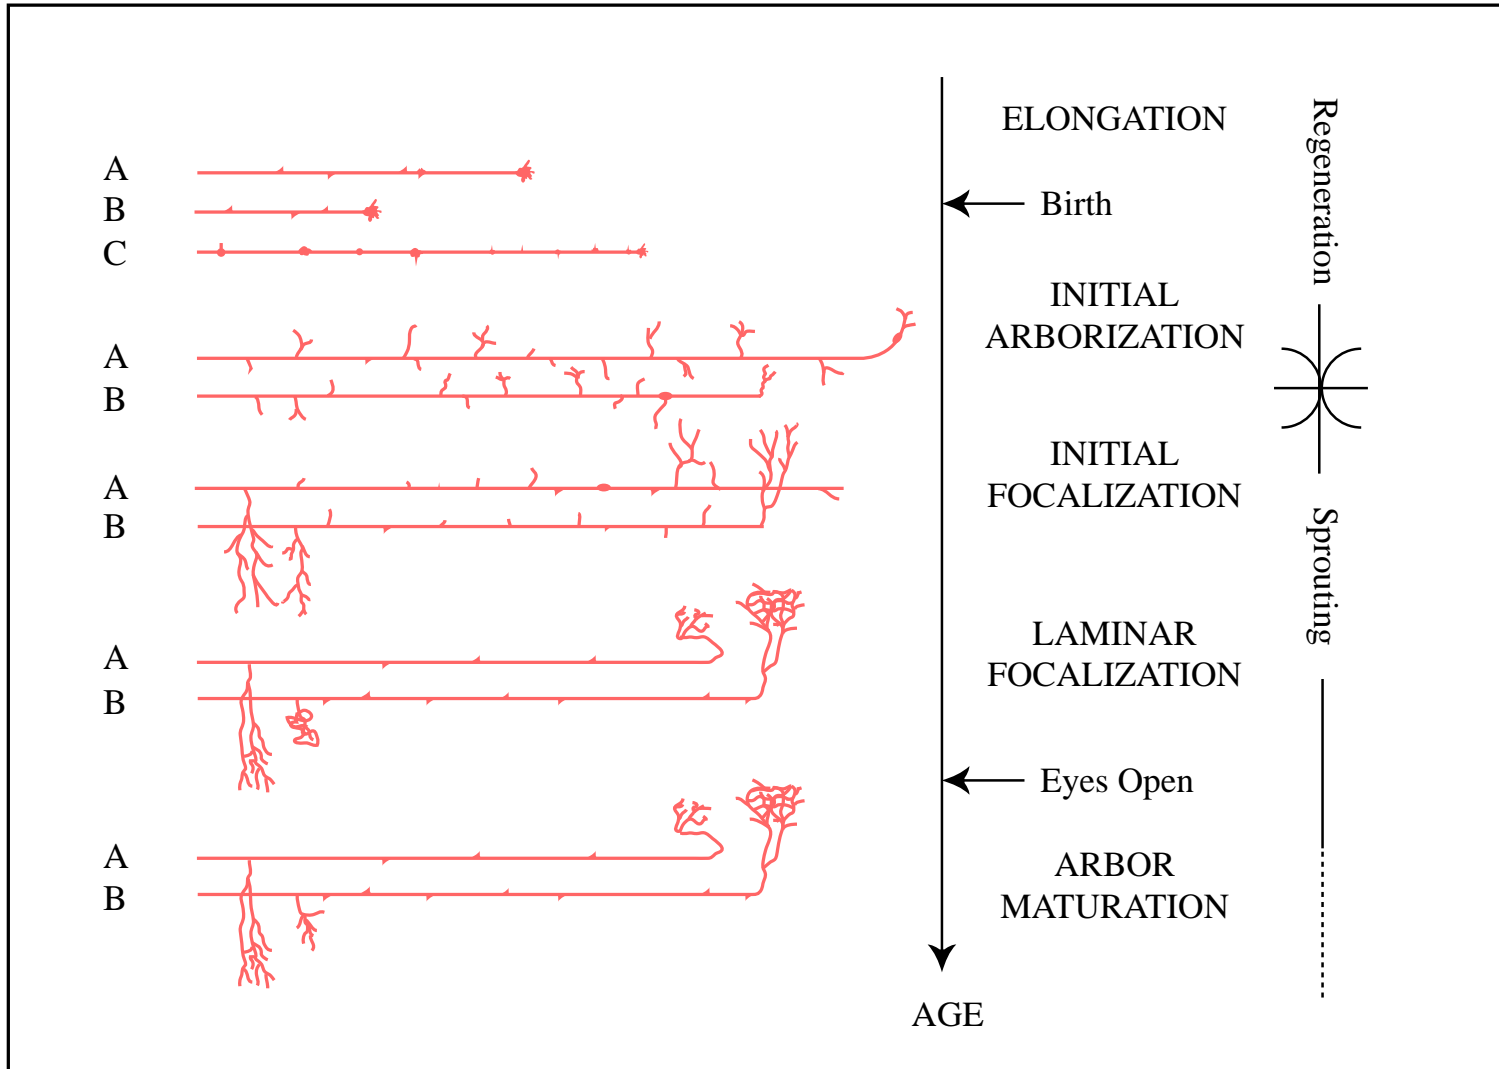 A
B
C
A
B
A
B
A
B
A
B
ELONGATION
Birth
INITIAL
ARBORIZATION
INITIAL
FOCALIZATION
LAMINAR
FOCALIZATION
Eyes Open
ARBOR
MATURATION
AGE
Regeneration
Sprouting